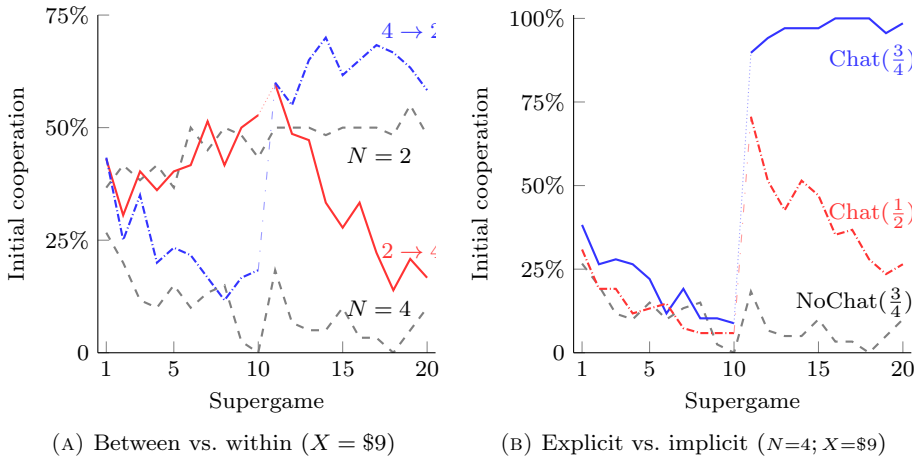 75%
50%
25%
0
1
5
10
15
20
Initial cooperation
Supergame
4 → 2
N = 2
2 → 4
N = 4
(A) Between vs. within (X = $9)
100%
75%
50%
25%
0
1
5
10
15
20
Initial cooperation
Supergame
Chat(3/4)
Chat(1/2)
NoChat(3/4)
(B) Explicit vs. implicit (N=4; X=$9)